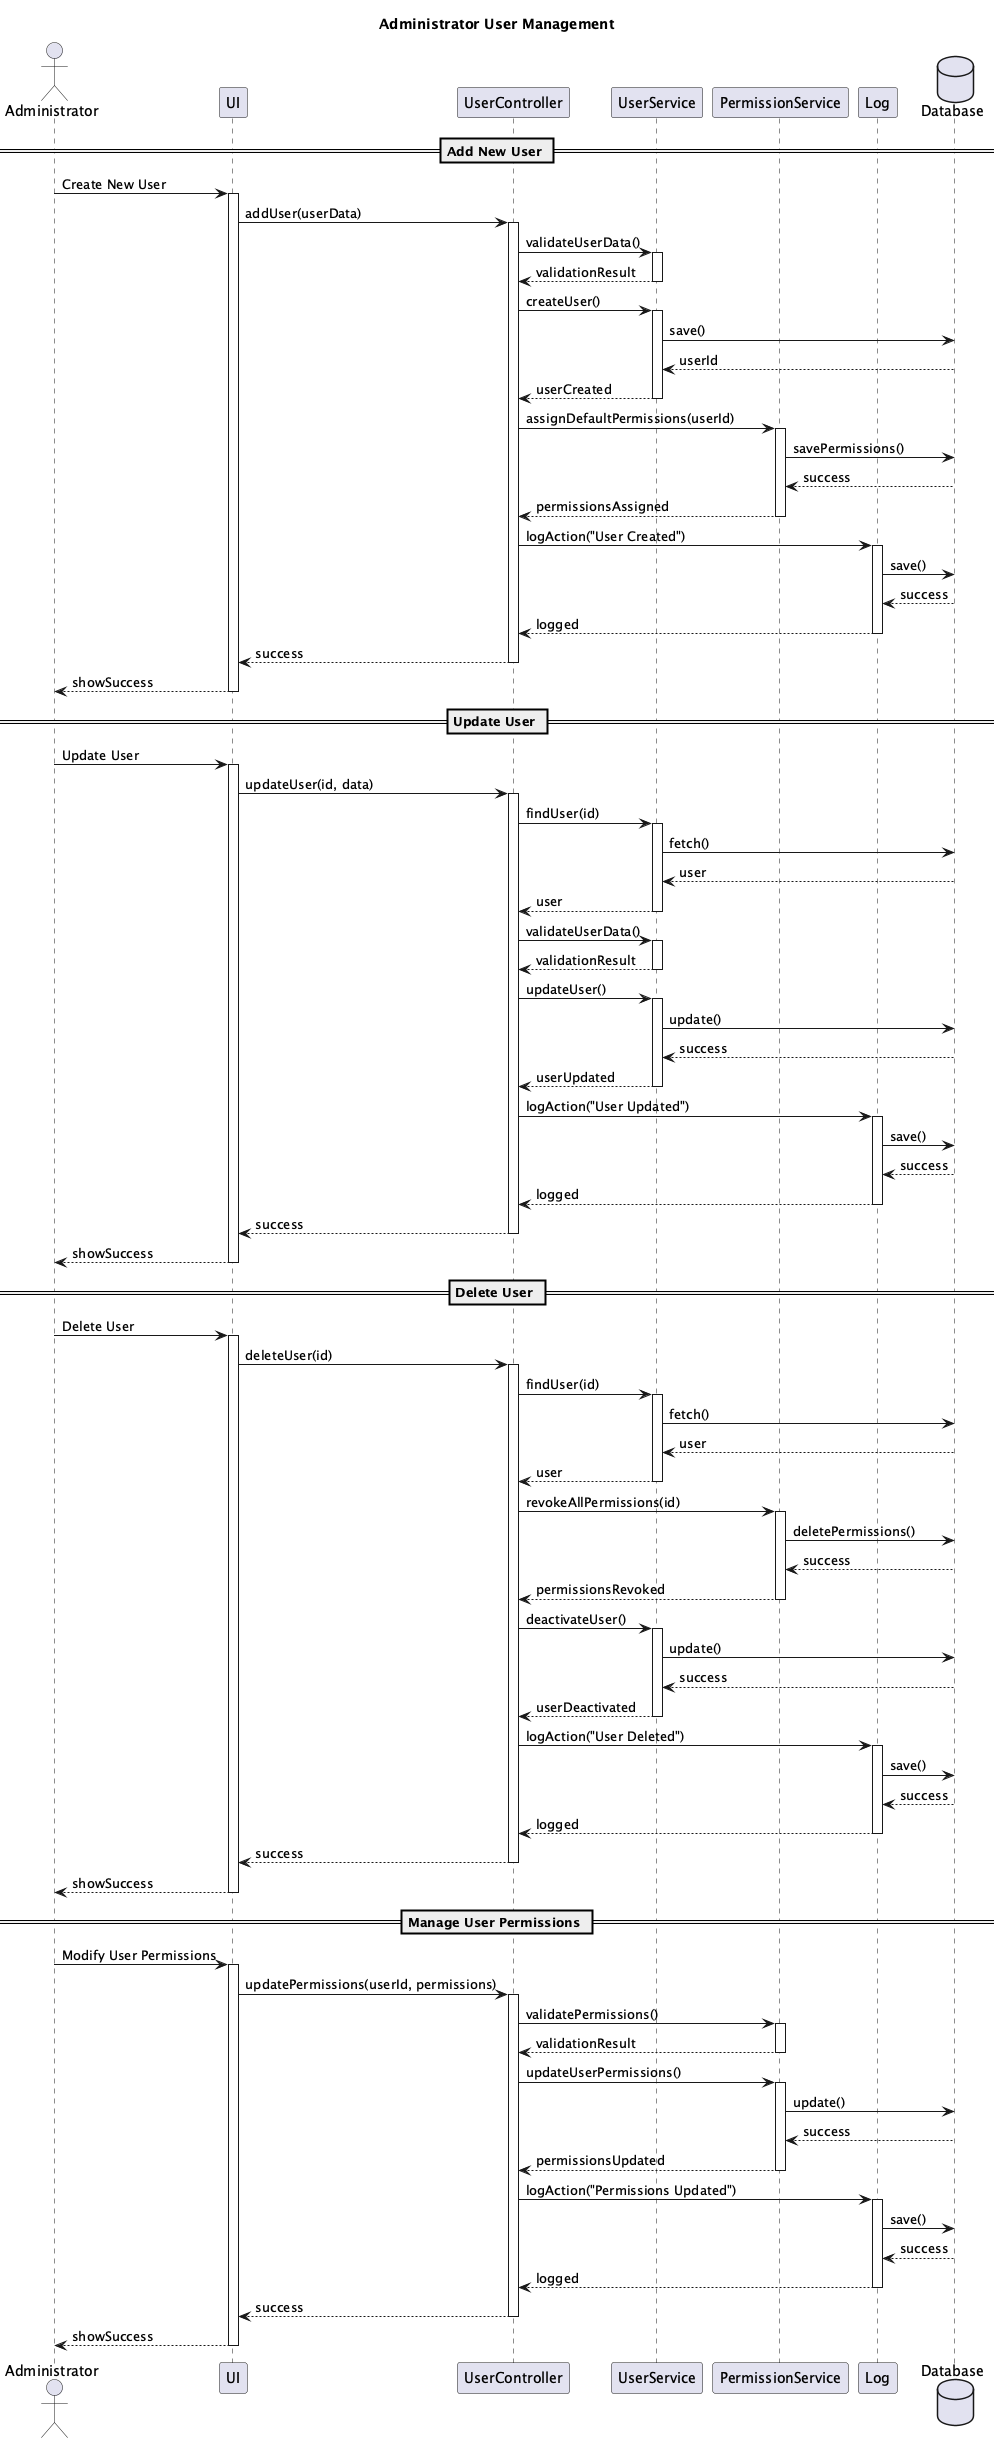 Administrator User Management
Administrator
UI
UserController
UserService
PermissionService
Log
Database
Add New User
Create New User
addUser(userData)
validateUserData()
validationResult
createUser()
save()
userId
userCreated
assignDefaultPermissions(userId)
savePermissions()
success
permissionsAssigned
logAction("User Created")
save()
success
logged
success
showSuccess
Update User
Update User
updateUser(id, data)
findUser(id)
fetch()
user
user
validateUserData()
validationResult
updateUser()
update()
success
userUpdated
logAction("User Updated")
save()
success
logged
success
showSuccess
Delete User
Delete User
deleteUser(id)
findUser(id)
fetch()
user
user
revokeAllPermissions(id)
deletePermissions()
success
permissionsRevoked
deactivateUser()
update()
success
userDeactivated
logAction("User Deleted")
save()
success
logged
success
showSuccess
Manage User Permissions
Modify User Permissions
updatePermissions(userId, permissions)
validatePermissions()
validationResult
updateUserPermissions()
update()
success
permissionsUpdated
logAction("Permissions Updated")
save()
success
logged
success
showSuccess
Administrator
UI
UserController
UserService
PermissionService
Log
Database